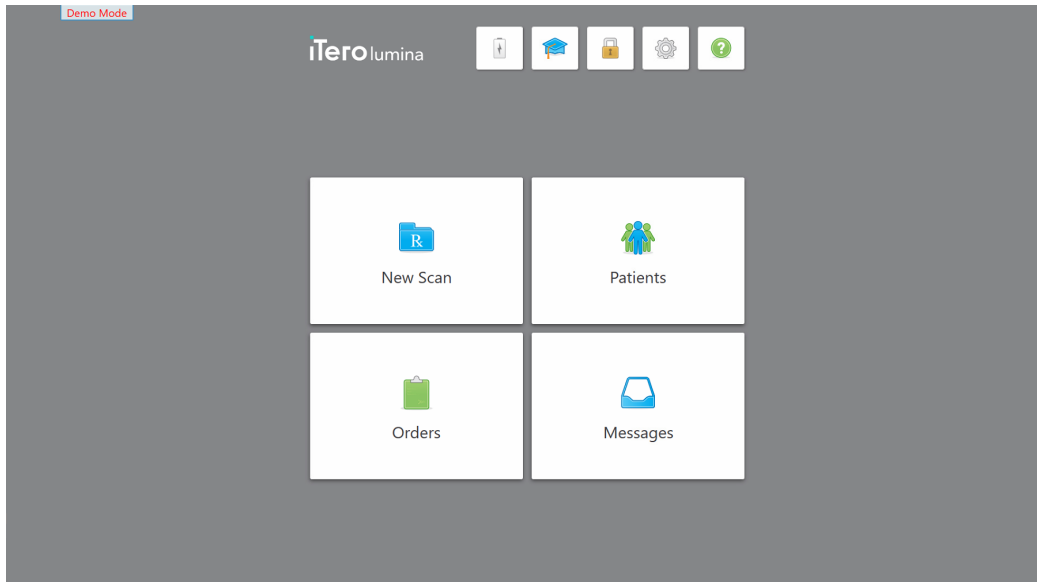 Demo Mode
iTero lumina
New Scan
Patients
Orders
Messages